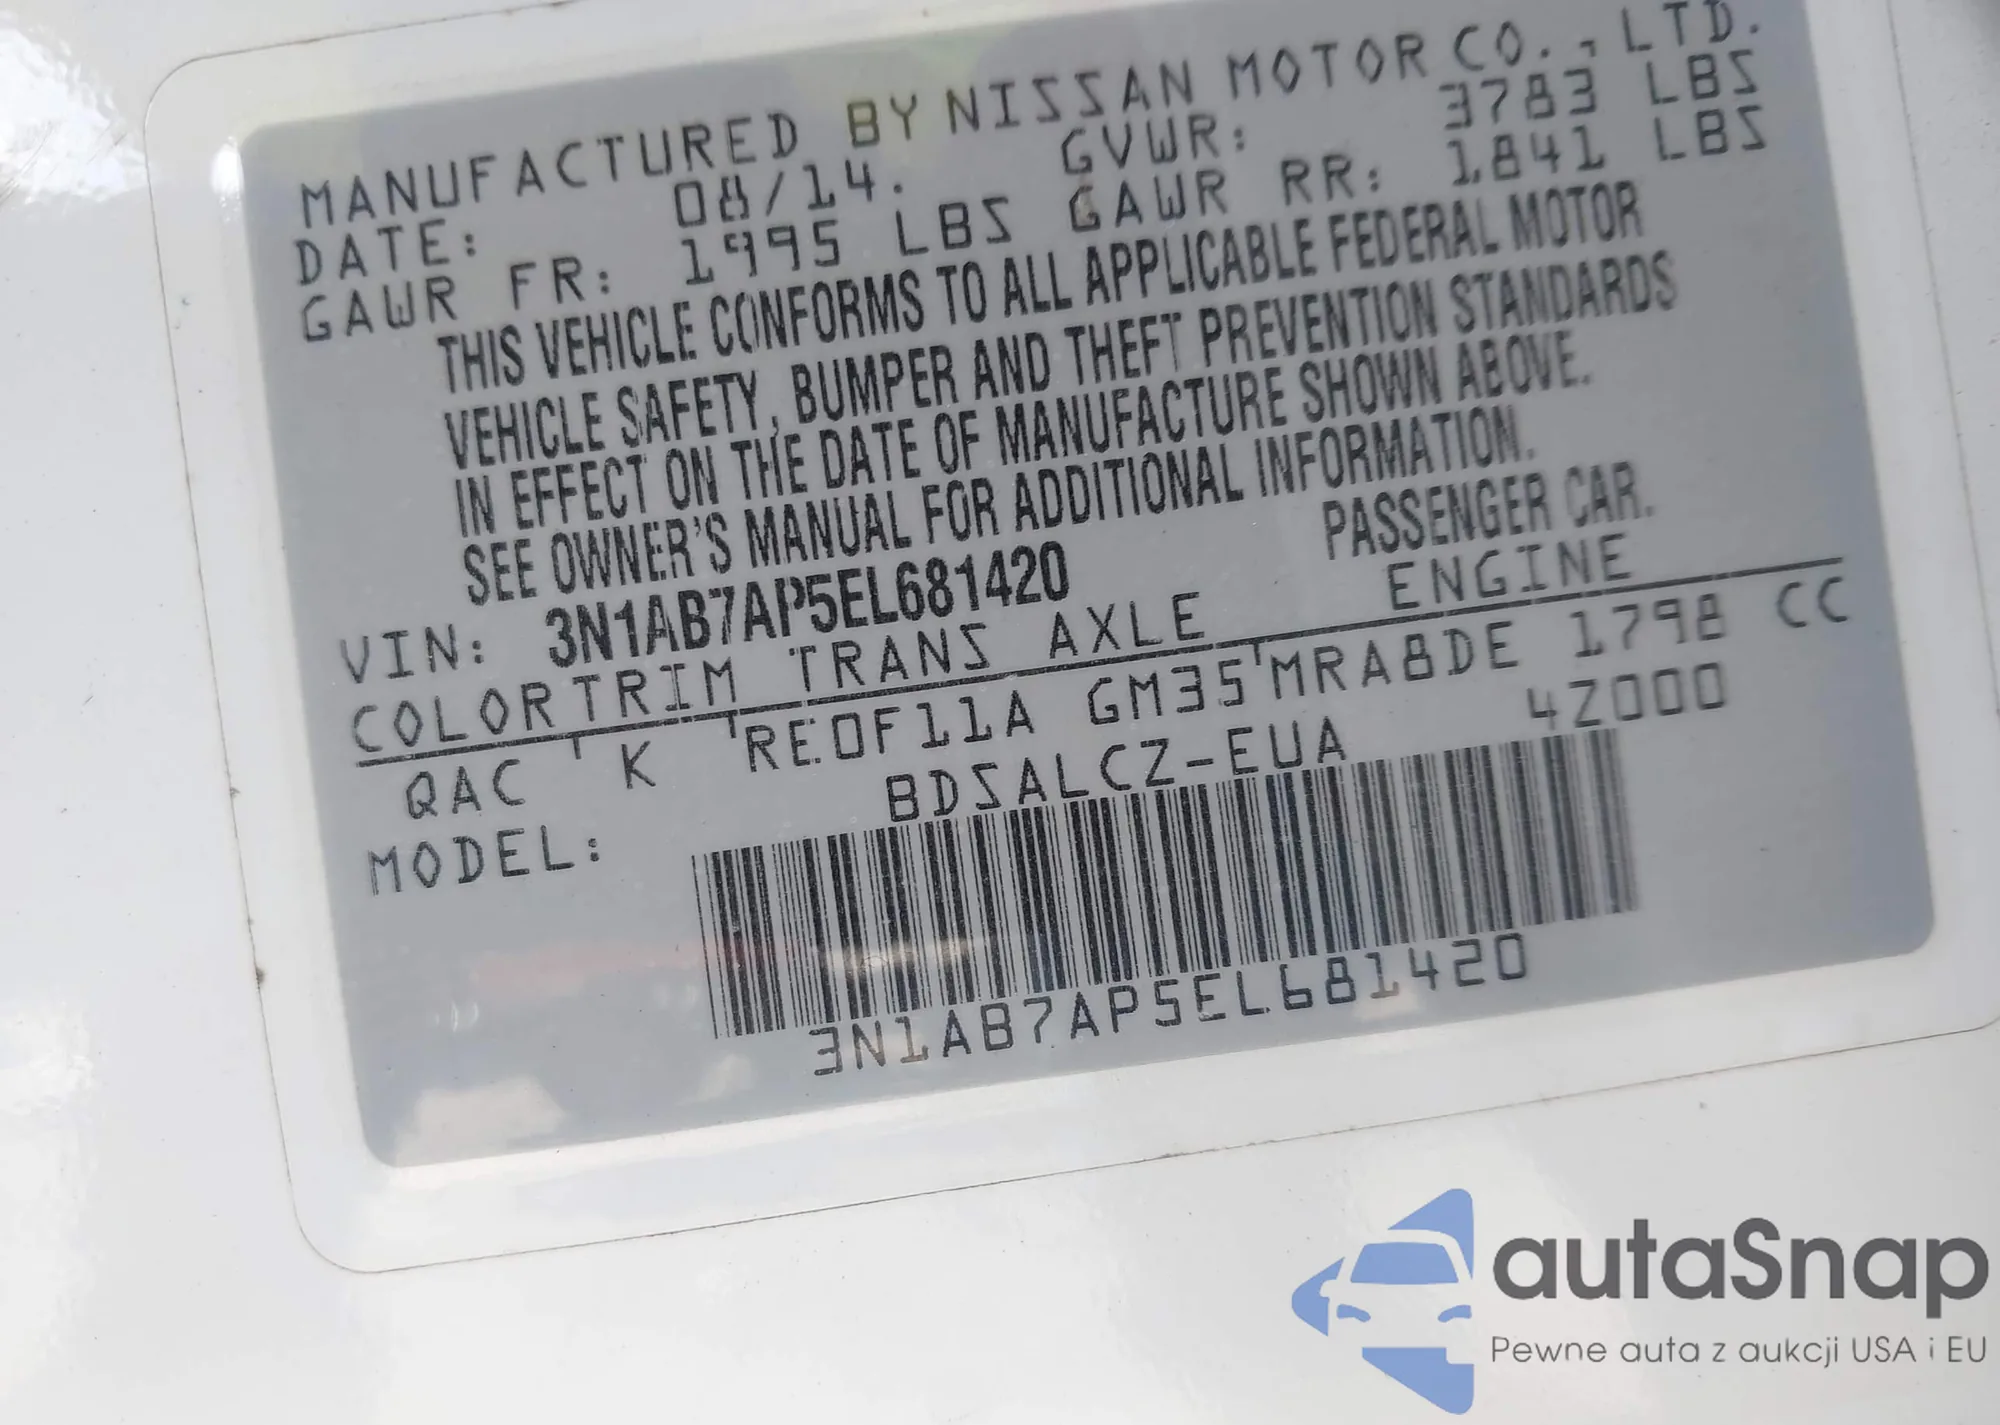 MANUFACTURED BY NISSAN MOTOR CO., LTD.
DATE: 08/14. GVWR: 3783 LBS
GAWR FR: 1995 LBS GAWR RR: 1841 LBS
THIS VEHICLE CONFORMS TO ALL APPLICABLE FEDERAL MOTOR
VEHICLE SAFETY, BUMPER AND THEFT PREVENTION STANDARDS
IN EFFECT ON THE DATE OF MANUFACTURE SHOWN ABOVE.
SEE OWNER'S MANUAL FOR ADDITIONAL INFORMATION.
VIN: 3N1AB7AP5EL681420 PASSENGER CAR.
COLOR TRIM TRANS AXLE ENGINE
QAC K RE0F11A GM35 MRA8DE 1798 CC
MODEL: BDSALCZ-EUA 4Z000
3N1AB7AP5EL681420
autaSnap
Pewne auta z aukcji USA i EU